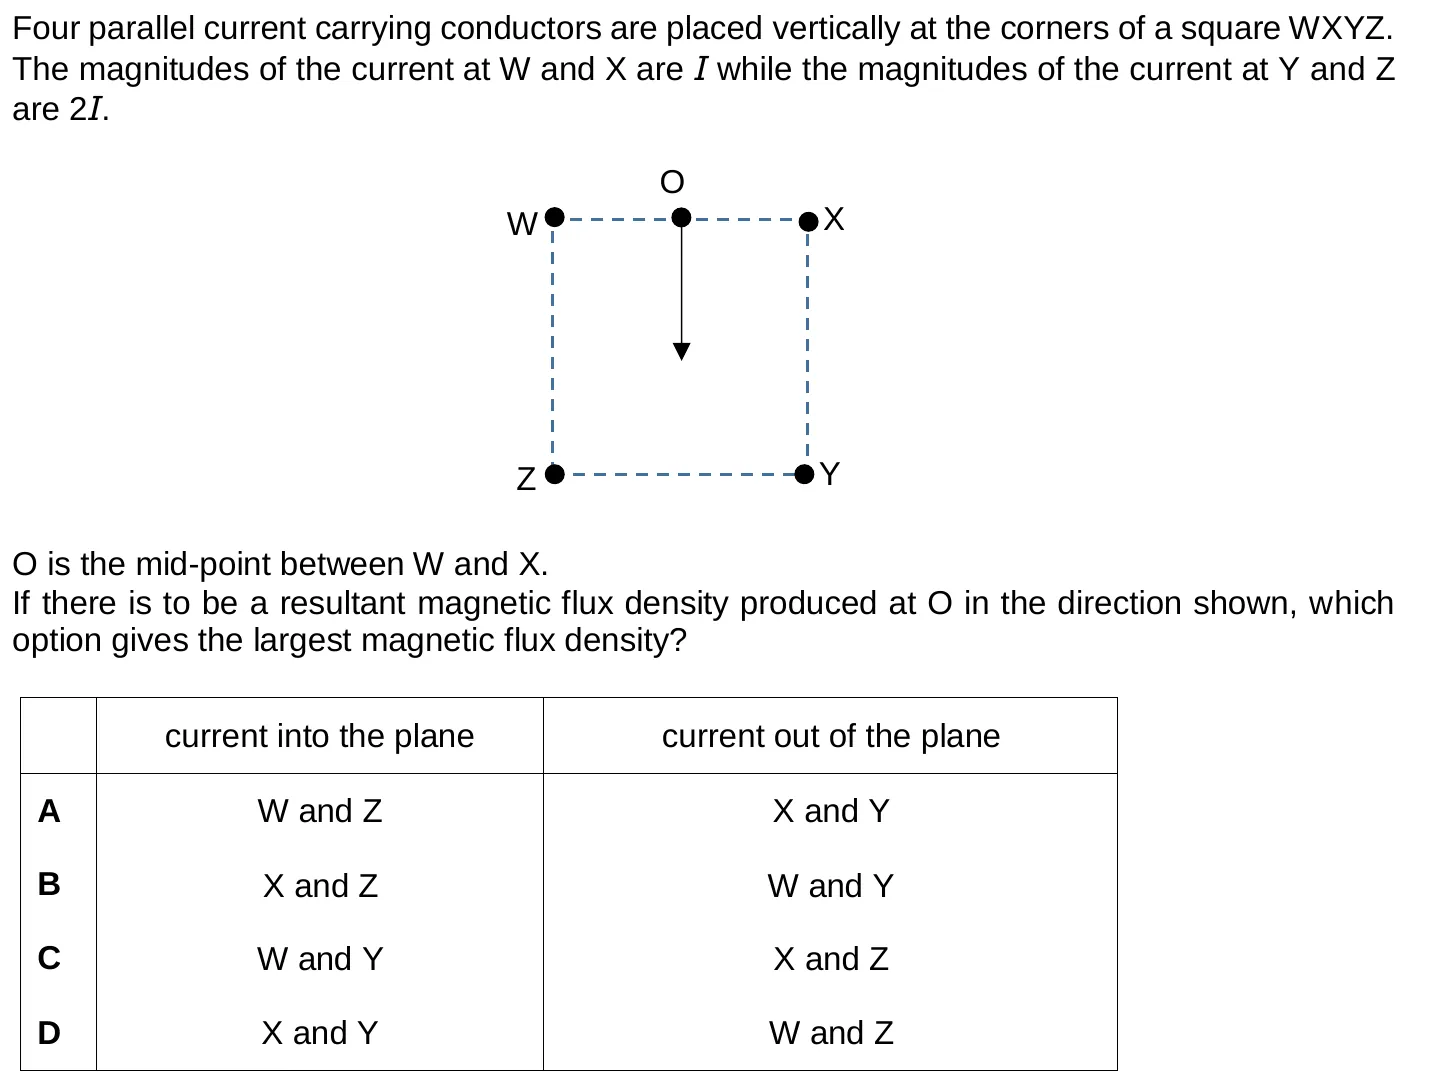 Four parallel current carrying conductors are placed vertically at the corners of a square WXYZ.
The magnitudes of the current at W and X are I while the magnitudes of the current at Y and Z
are 2I.
O
W
X
Z
Y
O is the mid-point between W and X.
If there is to be a resultant magnetic flux density produced at O in the direction shown, which
option gives the largest magnetic flux density?
current into the plane current out of the plane
A W and Z X and Y
B X and Z W and Y
C W and Y X and Z
D X and Y W and Z